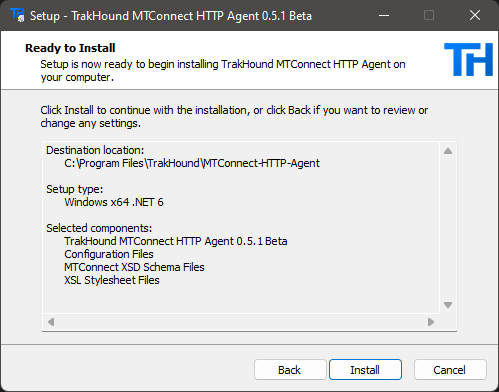 Setup - TrakHound MTConnect HTTP Agent 0.5.1 Beta
Ready to Install
Setup is now ready to begin installing TrakHound MTConnect HTTP Agent on
your computer.
TH
Click Install to continue with the installation, or click Back if you want to review or
change any settings.
Destination location:
C:\Program Files\TrakHound\MTConnect-HTTP-Agent
Setup type:
Windows x64 .NET 6
Selected components:
TrakHound MTConnect HTTP Agent 0.5.1 Beta
Configuration Files
MTConnect XSD Schema Files
XSL Stylesheet Files
Back
Install
Cancel